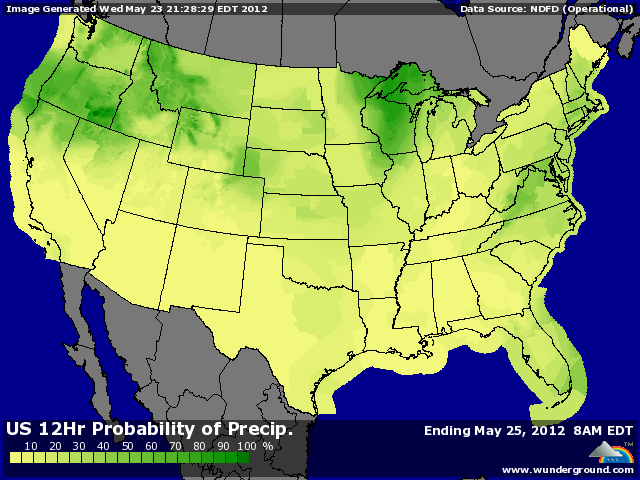 Image Generated Wed May 23 21:28:29 EDT 2012 Data Source: NDFD (Operational)
US 12Hr Probability of Precip. Ending May 25, 2012 8AM EDT
10 20 30 40 50 60 70 80 90 100 %
TM
www.wunderground.com